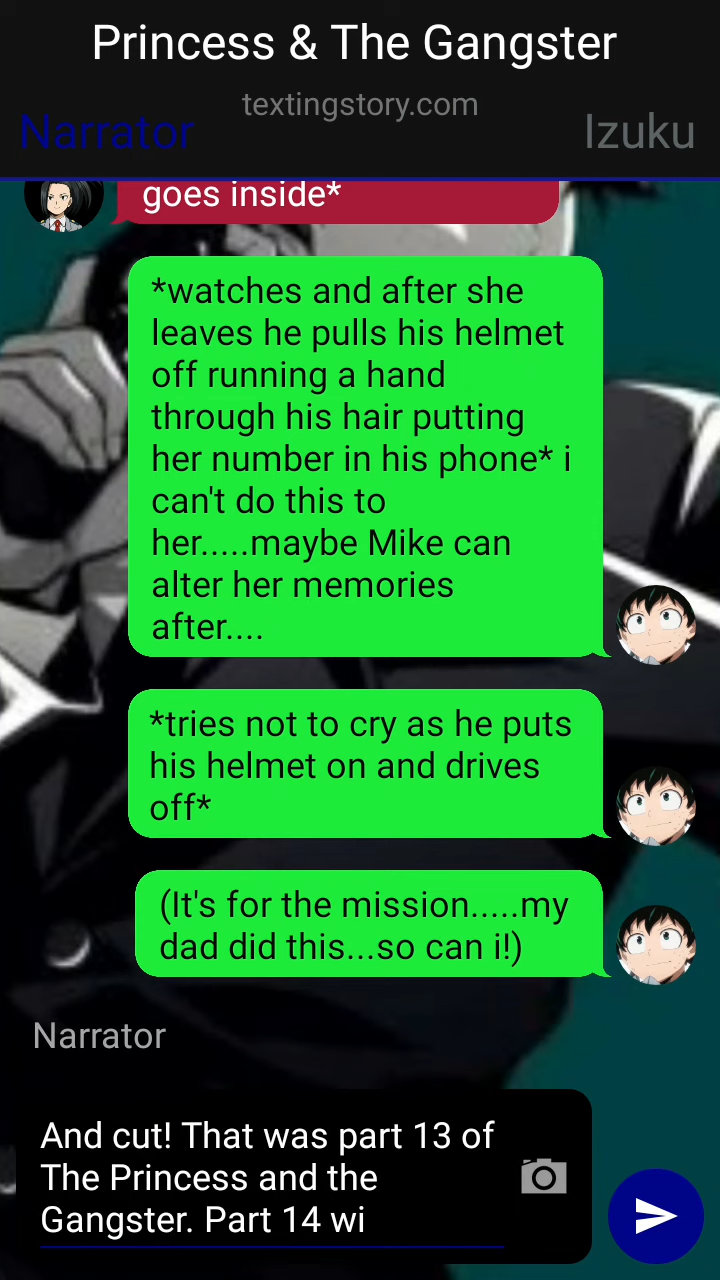 Princess & The Gangster
textingstory.com
Narrator
Izuku
goes inside*
*watches and after she
leaves he pulls his helmet
off running a hand
through his hair putting
her number in his phone* i
can't do this to
her.....maybe Mike can
alter her memories
after....
*tries not to cry as he puts
his helmet on and drives
off*
(It's for the mission.....my
dad did this...so can i!)
Narrator
And cut! That was part 13 of
The Princess and the
Gangster. Part 14 wi